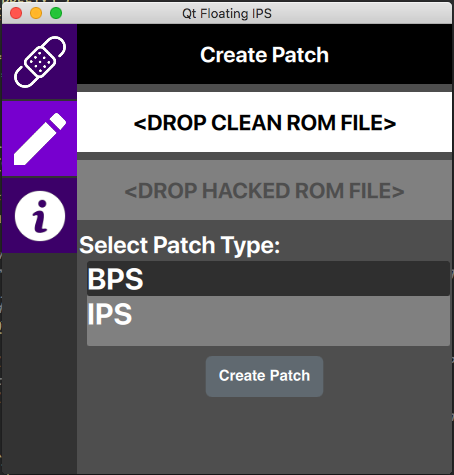 Qt Floating IPS
Create Patch
<DROP CLEAN ROM FILE>
<DROP HACKED ROM FILE>
Select Patch Type:
BPS
IPS
Create Patch